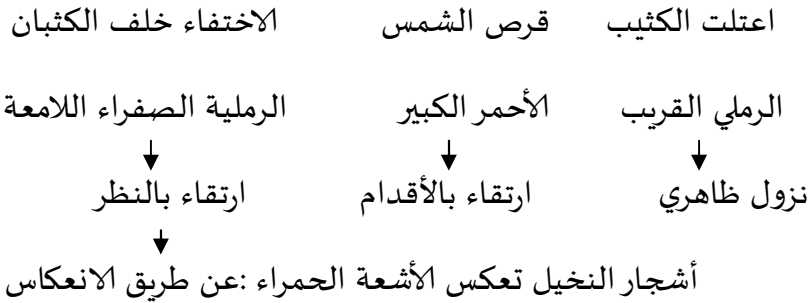 اعتلت الكثيب قرص الشمس الاختفاء خلف الكثبان
الرملي القريب الأحمر الكبير الرملية الصفراء اللامعة
نزول ظاهري ارتقاء بالأقدام ارتقاء بالنظر
أشجار النخيل تعكس الأشعة الحمراء :عن طريق الانعكاس